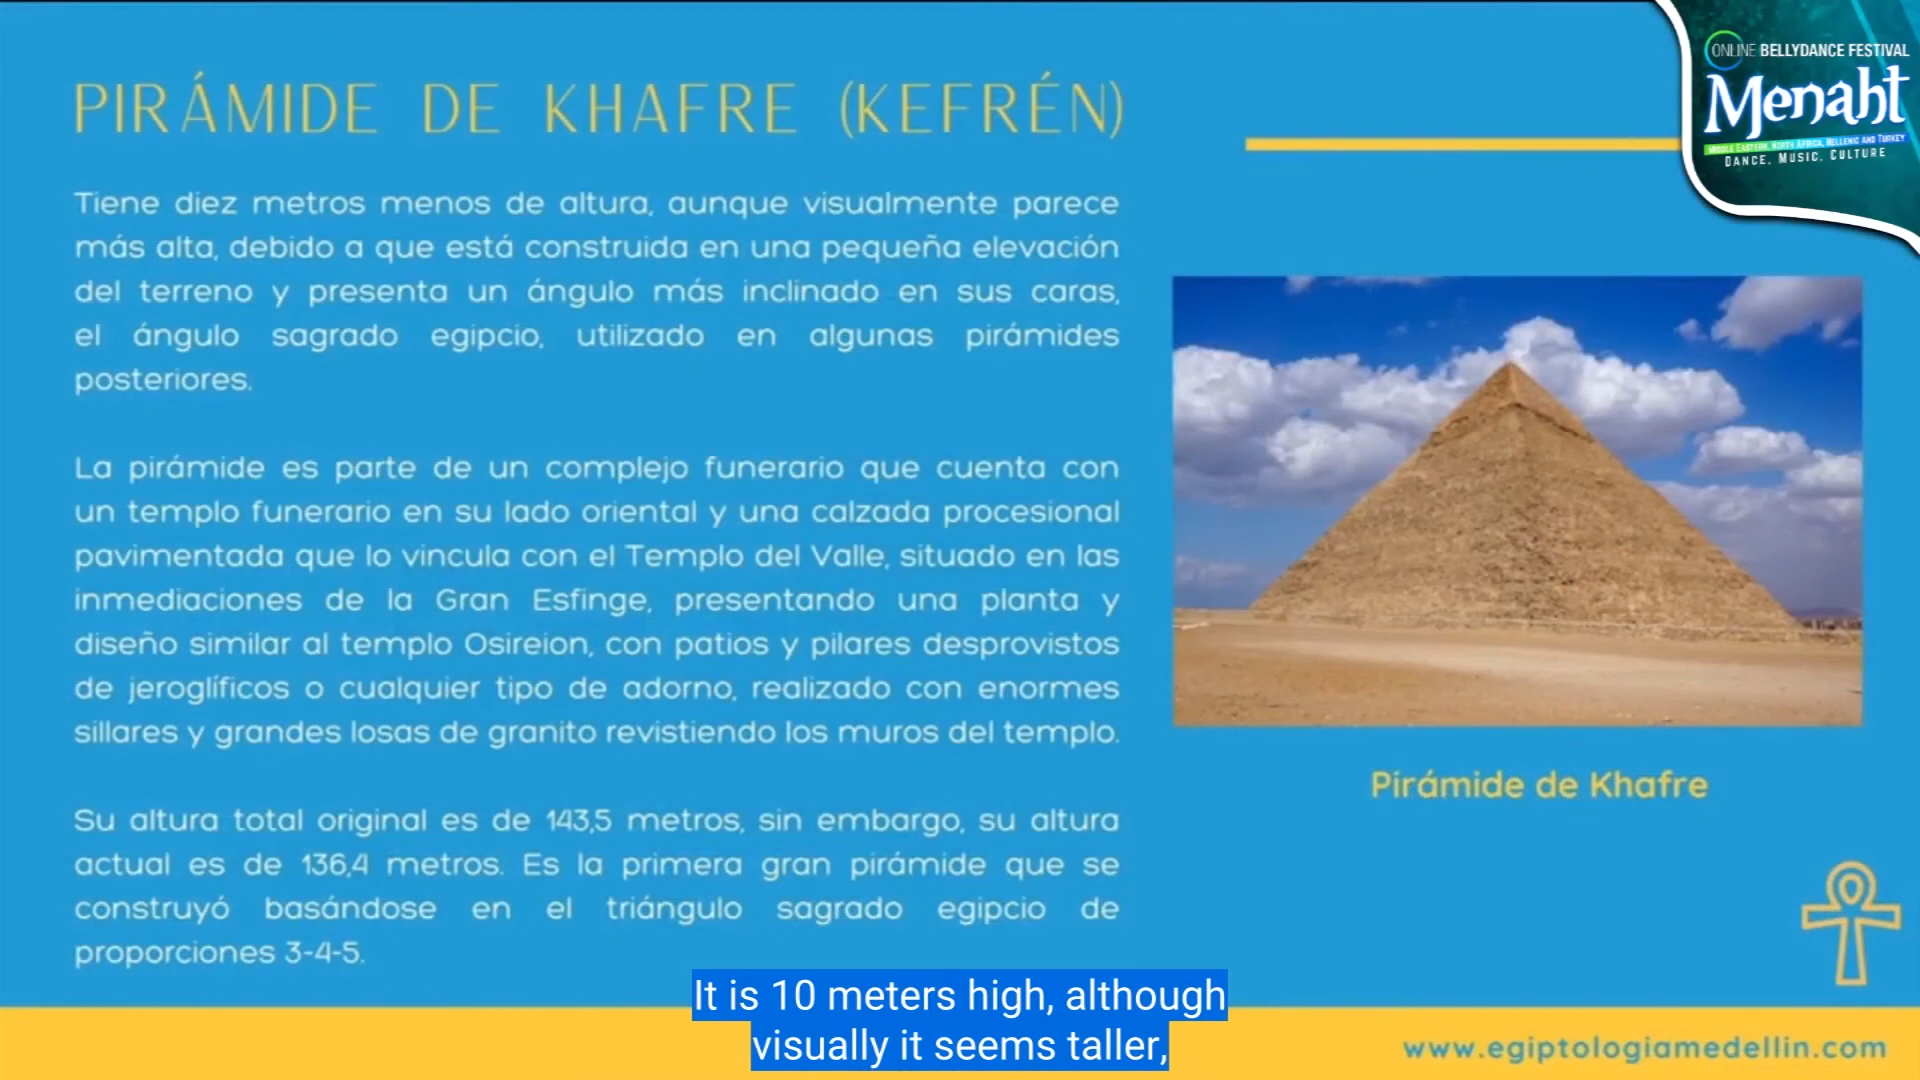 PIRÁMIDE DE KHAFRE (KEFRÉN)
ONLINE BELLYDANCE FESTIVAL
Menaht
MIDDLE EASTERN, NORTH AFRICA, HELLENIC AND TURKEY
DANCE, MUSIC, CULTURE
Tiene diez metros menos de altura, aunque visualmente parece
más alta, debido a que está construida en una pequeña elevación
del terreno y presenta un ángulo más inclinado en sus caras,
el ángulo sagrado egipcio, utilizado en algunas pirámides
posteriores.
La pirámide es parte de un complejo funerario que cuenta con
un templo funerario en su lado oriental y una calzada procesional
pavimentada que lo vincula con el Templo del Valle, situado en las
inmediaciones de la Gran Esfinge, presentando una planta y
diseño similar al templo Osireion, con patios y pilares desprovistos
de jeroglíficos o cualquier tipo de adorno, realizado con enormes
sillares y grandes losas de granito revistiendo los muros del templo.
Su altura total original es de 143,5 metros, sin embargo, su altura
actual es de 136,4 metros. Es la primera gran pirámide que se
construyó basándose en el triángulo sagrado egipcio de
proporciones 3-4-5.
Pirámide de Khafre
It is 10 meters high, although
visually it seems taller,
www.egiptologiamedellin.com